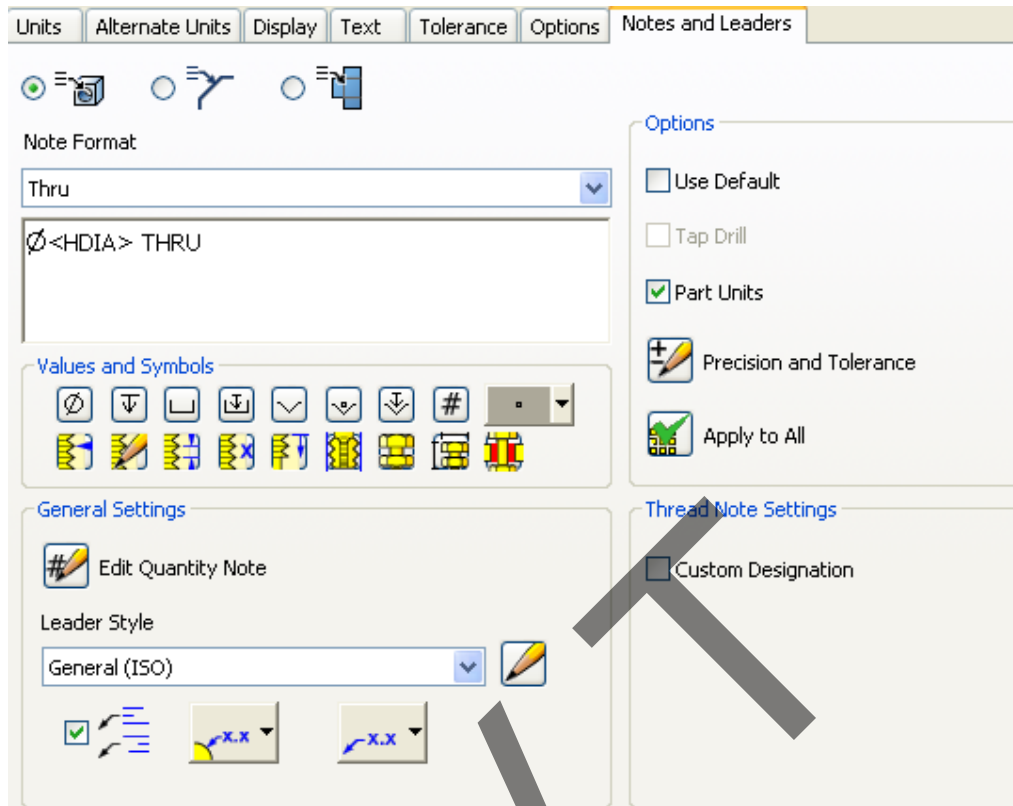 Units Alternate Units Display Text Tolerance Options Notes and Leaders
Note Format
Thru
Ø<HDIA> THRU
Values and Symbols
#
General Settings
# Edit Quantity Note
Leader Style
General (ISO)
x.x x.x
Options
Use Default
Tap Drill
Part Units
Precision and Tolerance
Apply to All
Thread Note Settings
Custom Designation